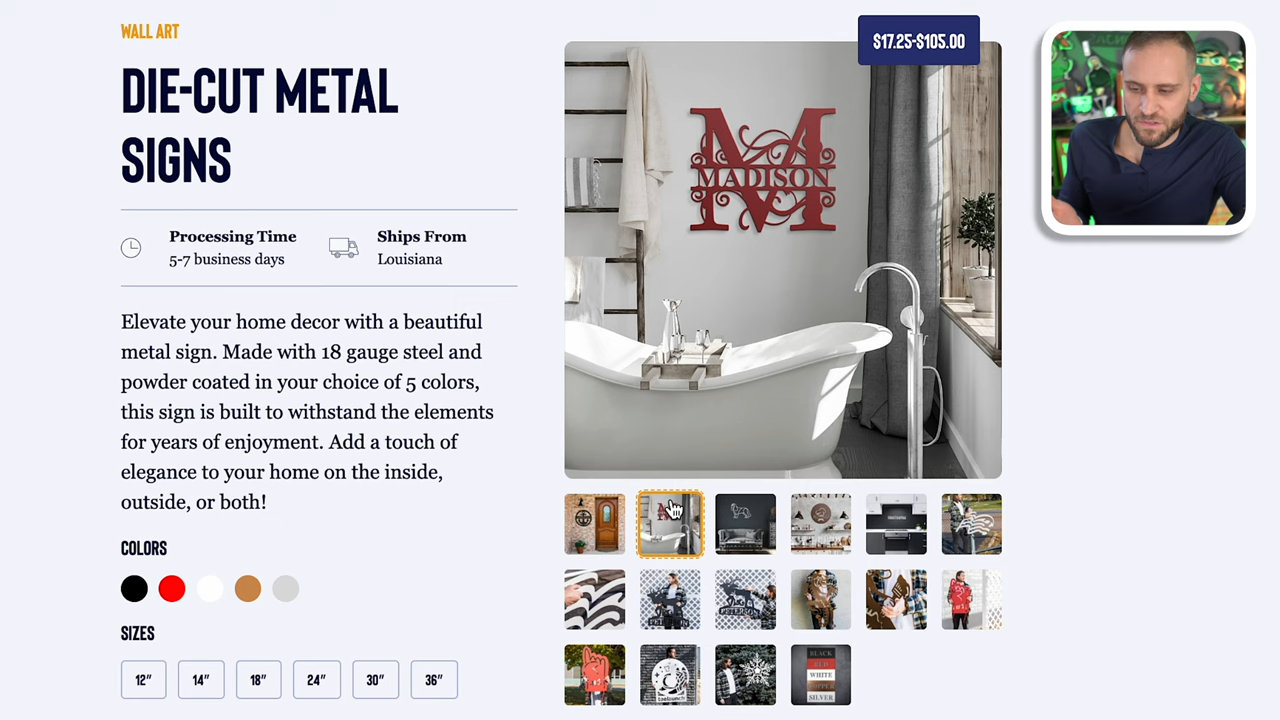 WALL ART
DIE-CUT METAL
SIGNS
Processing Time
5-7 business days
Ships From
Louisiana
Elevate your home decor with a beautiful
metal sign. Made with 18 gauge steel and
powder coated in your choice of 5 colors,
this sign is built to withstand the elements
for years of enjoyment. Add a touch of
elegance to your home on the inside,
outside, or both!
COLORS
SIZES
12″
14″
18″
24″
30″
36″
$17.25-$105.00
M
MADISON
PETERSON
BLACK
RED
WHITE
COPPER
SILVER